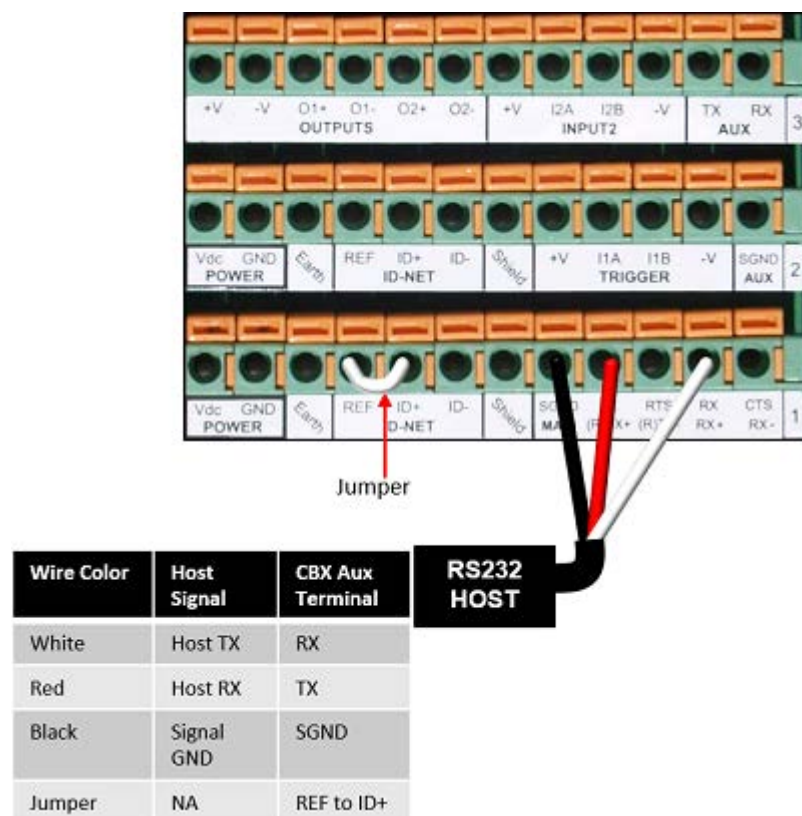 +V -V O1+ O1- O2+ O2- +V I2A I2B -V TX RX
OUTPUTS INPUT2 AUX 3
Vdc GND Earth REF ID+ ID- Shield +V I1A I1B -V SGND
POWER ID-NET TRIGGER AUX 2
Vdc GND Earth REF ID+ ID- Shield RTS RX CTS
POWER RX+ RX- 1
Jumper
RS232
HOST
Wire Color Host Signal CBX Aux Terminal
White Host TX RX
Red Host RX TX
Black Signal GND SGND
Jumper NA REF to ID+